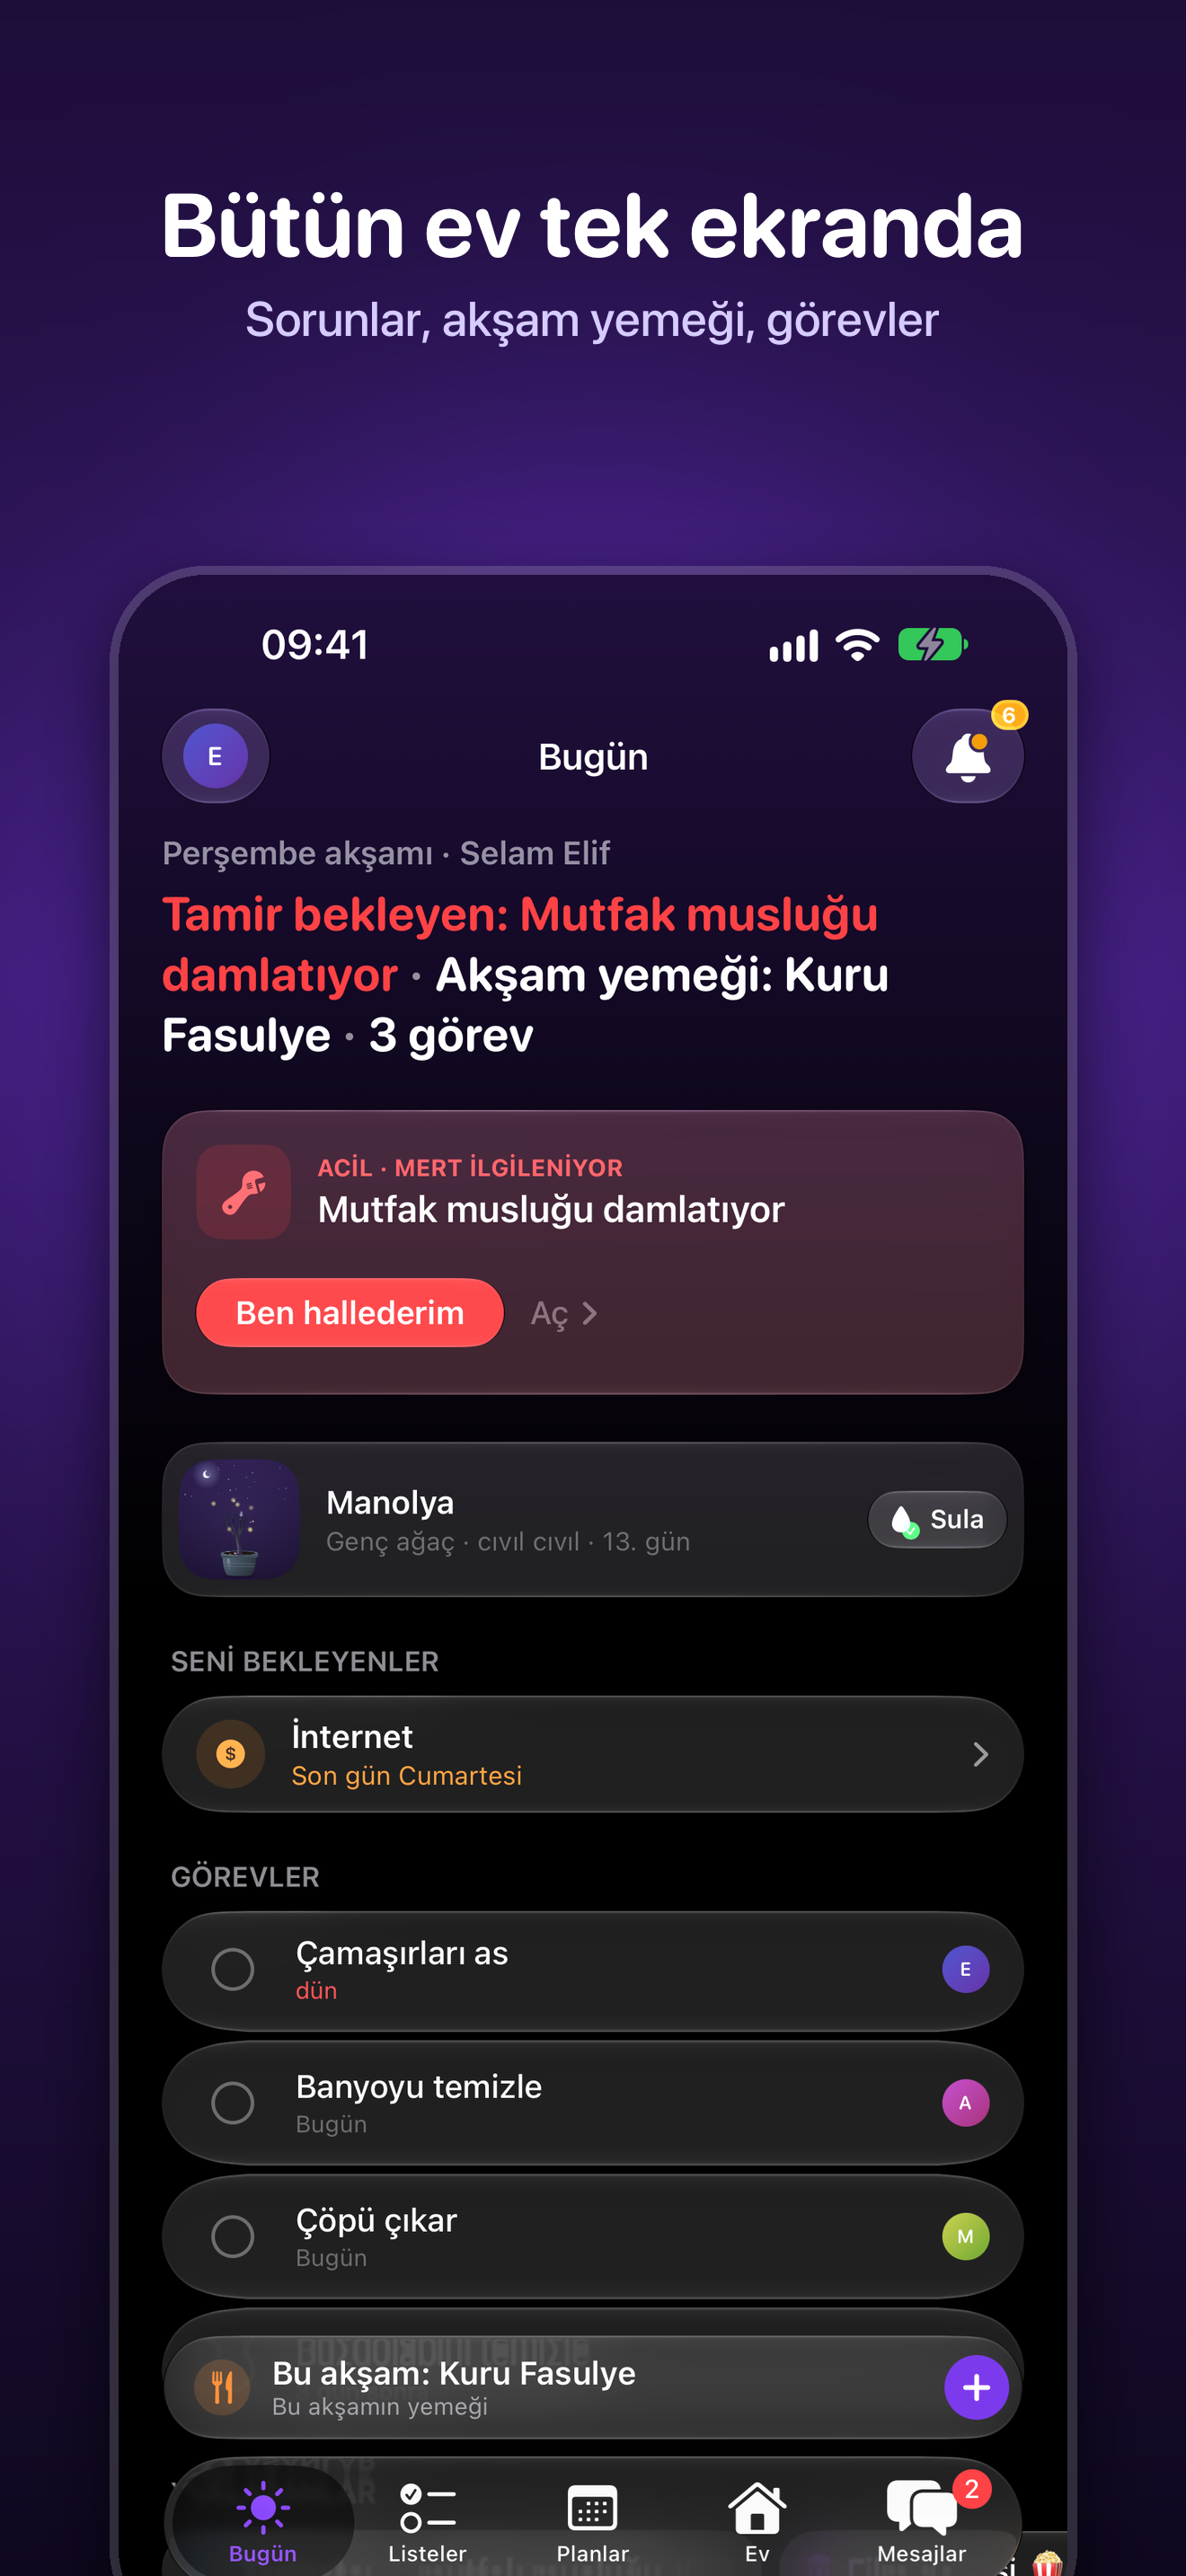 Bütün ev tek ekranda
Sorunlar, akşam yemeği, görevler
09:41
E
Bugün
6
Perşembe akşamı · Selam Elif
Tamir bekleyen: Mutfak musluğu
damlatıyor · Akşam yemeği: Kuru
Fasulye · 3 görev
ACİL · MERT İLGİLENİYOR
Mutfak musluğu damlatıyor
Ben hallederim
Aç
Manolya
Genç ağaç · cıvıl cıvıl · 13. gün
Sula
SENİ BEKLEYENLER
$
İnternet
Son gün Cumartesi
GÖREVLER
Çamaşırları as
dün
E
Banyoyu temizle
Bugün
A
Çöpü çıkar
Bugün
M
Bu akşam: Kuru Fasulye
Bu akşamın yemeği
Bugün
Listeler
Planlar
Ev
Mesajlar
2